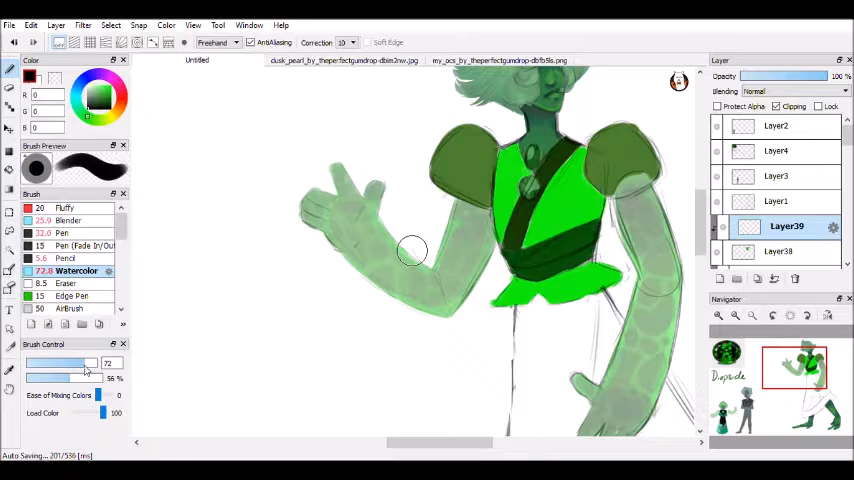 File Edit Layer Filter Select Snap Color View Tool Window Help
OFF Freehand AntiAliasing Correction 10 Soft Edge
Color
Untitled dusk_pearl_by_theperfectgumdrop-dbim2nw.jpg my_ocs_by_theperfectgumdrop-dbfb5ls.png
R 0
G 0
B 0
Brush Preview
Brush
20 Fluffy
25.9 Blender
32.0 Pen
15 Pen (Fade In/Out
5.6 Pencil
72.8 Watercolor
8.5 Eraser
15 Edge Pen
50 AirBrush
Brush Control
72
56 %
Ease of Mixing Colors 0
Load Color 100
Auto Saving... 201/536 [ms]
Layer
Opacity 100 %
Blending Normal
Protect Alpha Clipping Lock
Layer2
Layer4
Layer3
Layer1
Layer39
Layer38
Navigator
Diopside